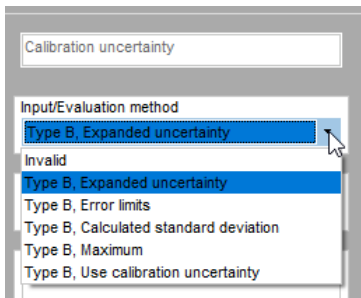 Calibration uncertainty
Input/Evaluation method
Type B, Expanded uncertainty
Invalid
Type B, Expanded uncertainty
Type B, Error limits
Type B, Calculated standard deviation
Type B, Maximum
Type B, Use calibration uncertainty